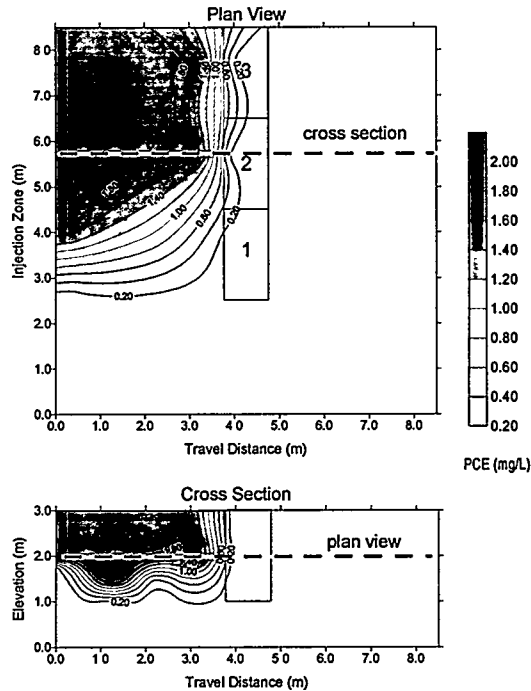 Plan View
8.0
7.0
6.0
5.0
4.0
3.0
2.0
1.0
0.0
Injection Zone (m)
3
cross section
2
1
1.00
0.60
0.20
0.20
0.0 1.0 2.0 3.0 4.0 5.0 6.0 7.0 8.0
Travel Distance (m)
2.00
1.80
1.60
1.40
1.20
1.00
0.80
0.60
0.40
0.20
PCE (mg/L)
Cross Section
3.0
2.0
1.0
0.0
Elevation (m)
plan view
1.00
0.20
0.0 1.0 2.0 3.0 4.0 5.0 6.0 7.0 8.0
Travel Distance (m)